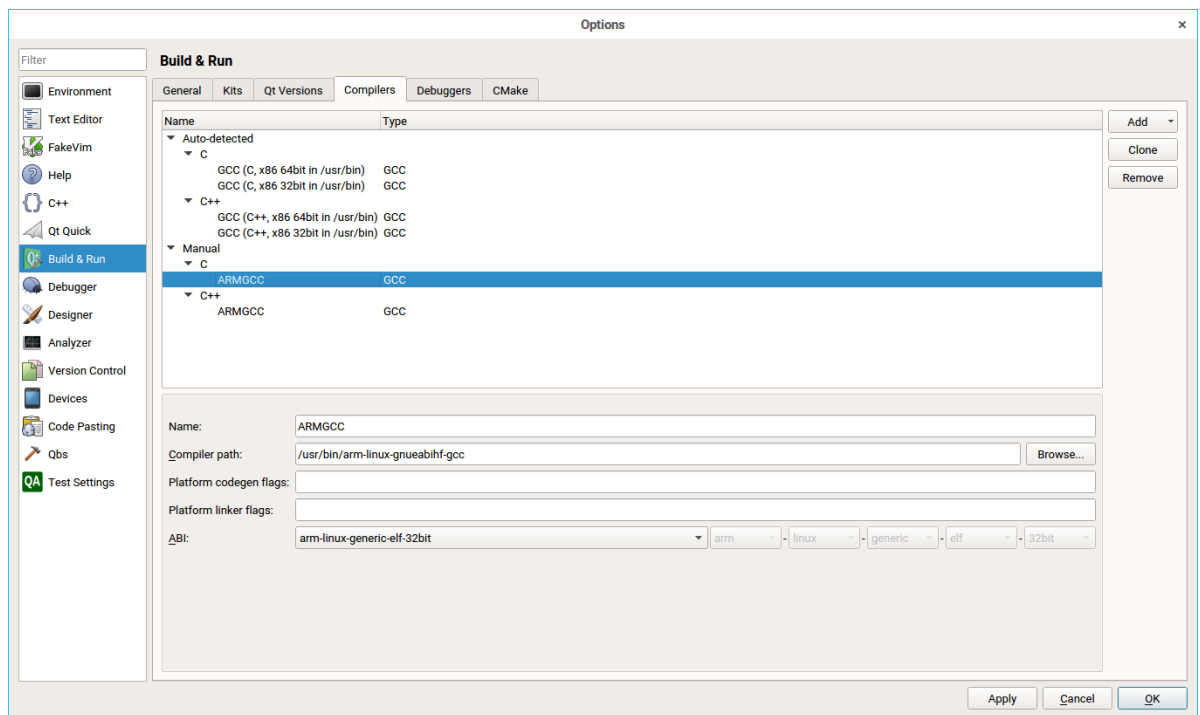 Options ×
Filter
Build & Run
Environment
Text Editor
FakeVim
Help
C++
Qt Quick
Build & Run
Debugger
Designer
Analyzer
Version Control
Devices
Code Pasting
Qbs
QA Test Settings
General Kits Qt Versions Compilers Debuggers CMake
Name Type
Auto-detected
C
GCC (C, x86 64bit in /usr/bin) GCC
GCC (C, x86 32bit in /usr/bin) GCC
C++
GCC (C++, x86 64bit in /usr/bin) GCC
GCC (C++, x86 32bit in /usr/bin) GCC
Manual
C
ARMGCC GCC
C++
ARMGCC GCC
Add
Clone
Remove
Name: ARMGCC
Compiler path: /usr/bin/arm-linux-gnueabihf-gcc Browse...
Platform codegen flags:
Platform linker flags:
ABI: arm-linux-generic-elf-32bit arm - linux - generic - elf - 32bit
Apply Cancel OK